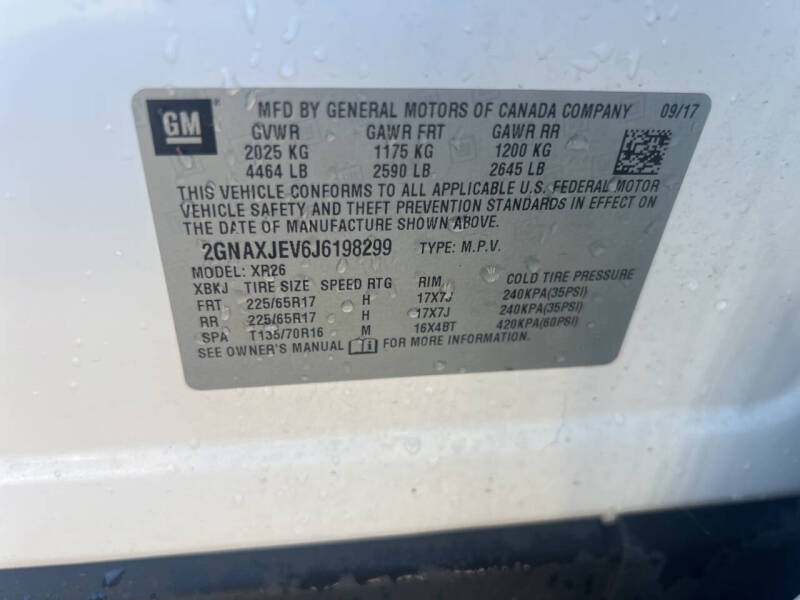 GM ® MFD BY GENERAL MOTORS OF CANADA COMPANY 09/17
GVWR GAWR FRT GAWR RR
2025 KG 1175 KG 1200 KG
4464 LB 2590 LB 2645 LB
THIS VEHICLE CONFORMS TO ALL APPLICABLE U.S. FEDERAL MOTOR
VEHICLE SAFETY AND THEFT PREVENTION STANDARDS IN EFFECT ON
THE DATE OF MANUFACTURE SHOWN ABOVE.
2GNAXJEV6J6198299 TYPE: M.P.V.
MODEL: XR26
XBKJ TIRE SIZE SPEED RTG RIM COLD TIRE PRESSURE
FRT 225/65R17 H 17X7J 240KPA(35PSI)
RR 225/65R17 H 17X7J 240KPA(35PSI)
SPA T135/70R16 M 16X4BT 420KPA(60PSI)
SEE OWNER'S MANUAL i FOR MORE INFORMATION.